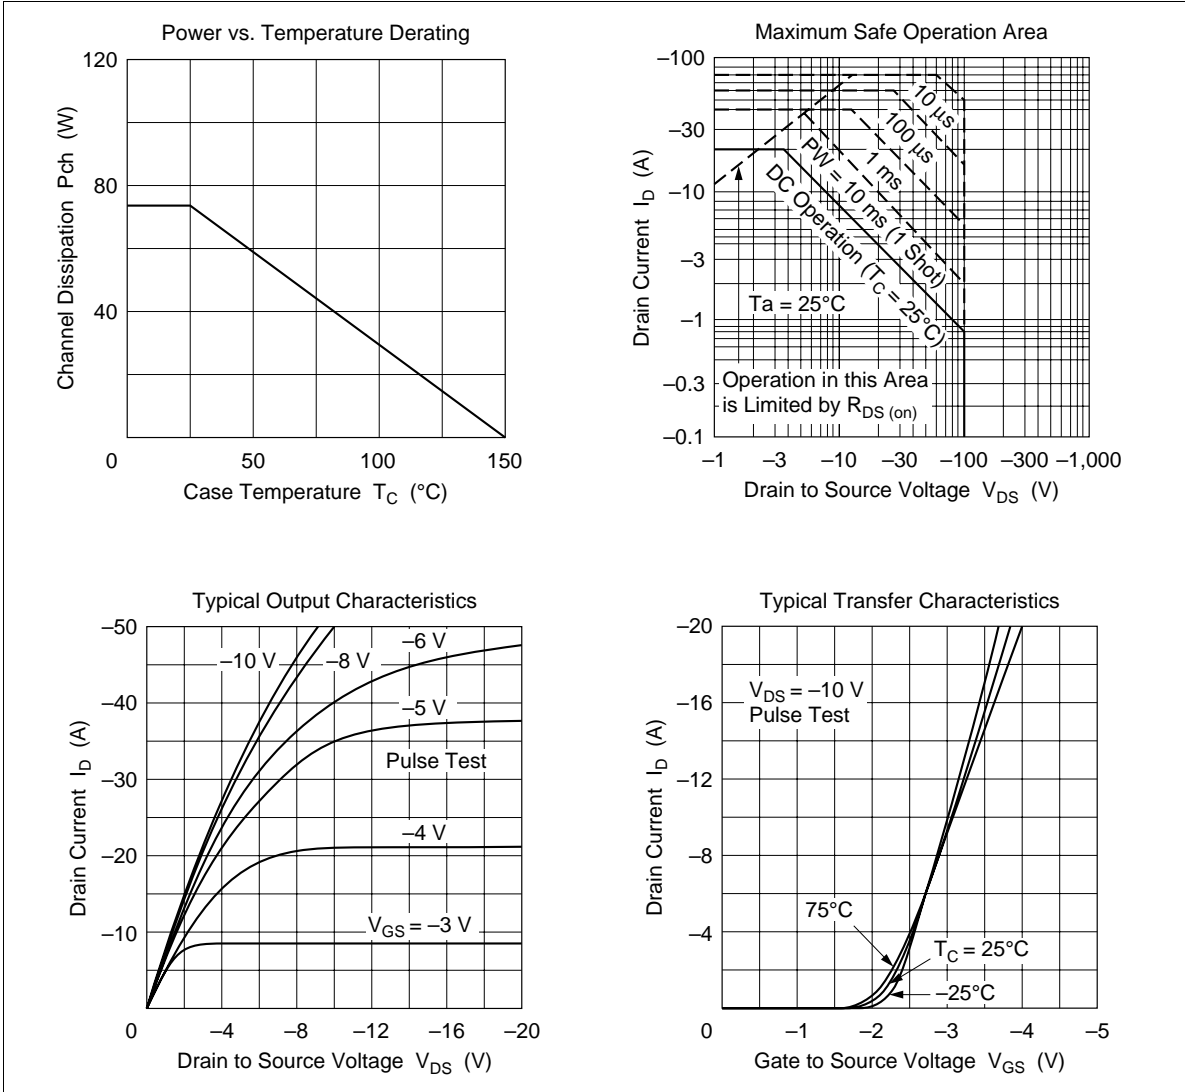 Power vs. Temperature Derating
120
80
40
0
50
100
150
Channel Dissipation Pch (W)
Case Temperature T_C (°C)
Maximum Safe Operation Area
–100
–30
–10
–3
–1
–0.3
–0.1
–1
–3
–10
–30
–100
–300
–1,000
Drain Current I_D (A)
Drain to Source Voltage V_DS (V)
10 μs
100 μs
1 ms
PW = 10 ms (1 Shot)
DC Operation (T_C = 25°C)
Ta = 25°C
Operation in this Area
is Limited by R_DS (on)
Typical Output Characteristics
–50
–40
–30
–20
–10
0
–4
–8
–12
–16
–20
Drain Current I_D (A)
Drain to Source Voltage V_DS (V)
–10 V
–8 V
–6 V
–5 V
Pulse Test
–4 V
V_GS = –3 V
Typical Transfer Characteristics
–20
–16
–12
–8
–4
0
–1
–2
–3
–4
–5
Drain Current I_D (A)
Gate to Source Voltage V_GS (V)
V_DS = –10 V
Pulse Test
75°C
T_C = 25°C
–25°C